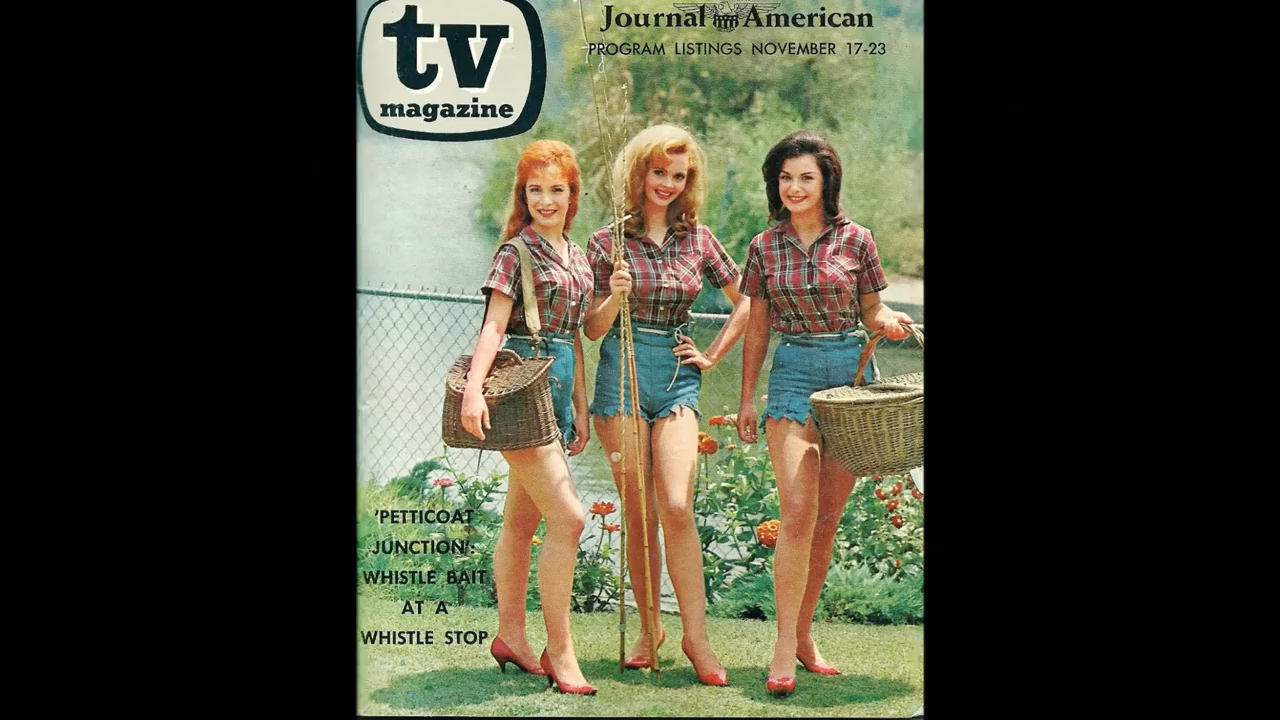 tv
magazine
Journal American
PROGRAM LISTINGS NOVEMBER 17-23
'PETTICOAT
JUNCTION':
WHISTLE BAIT
AT A
WHISTLE STOP